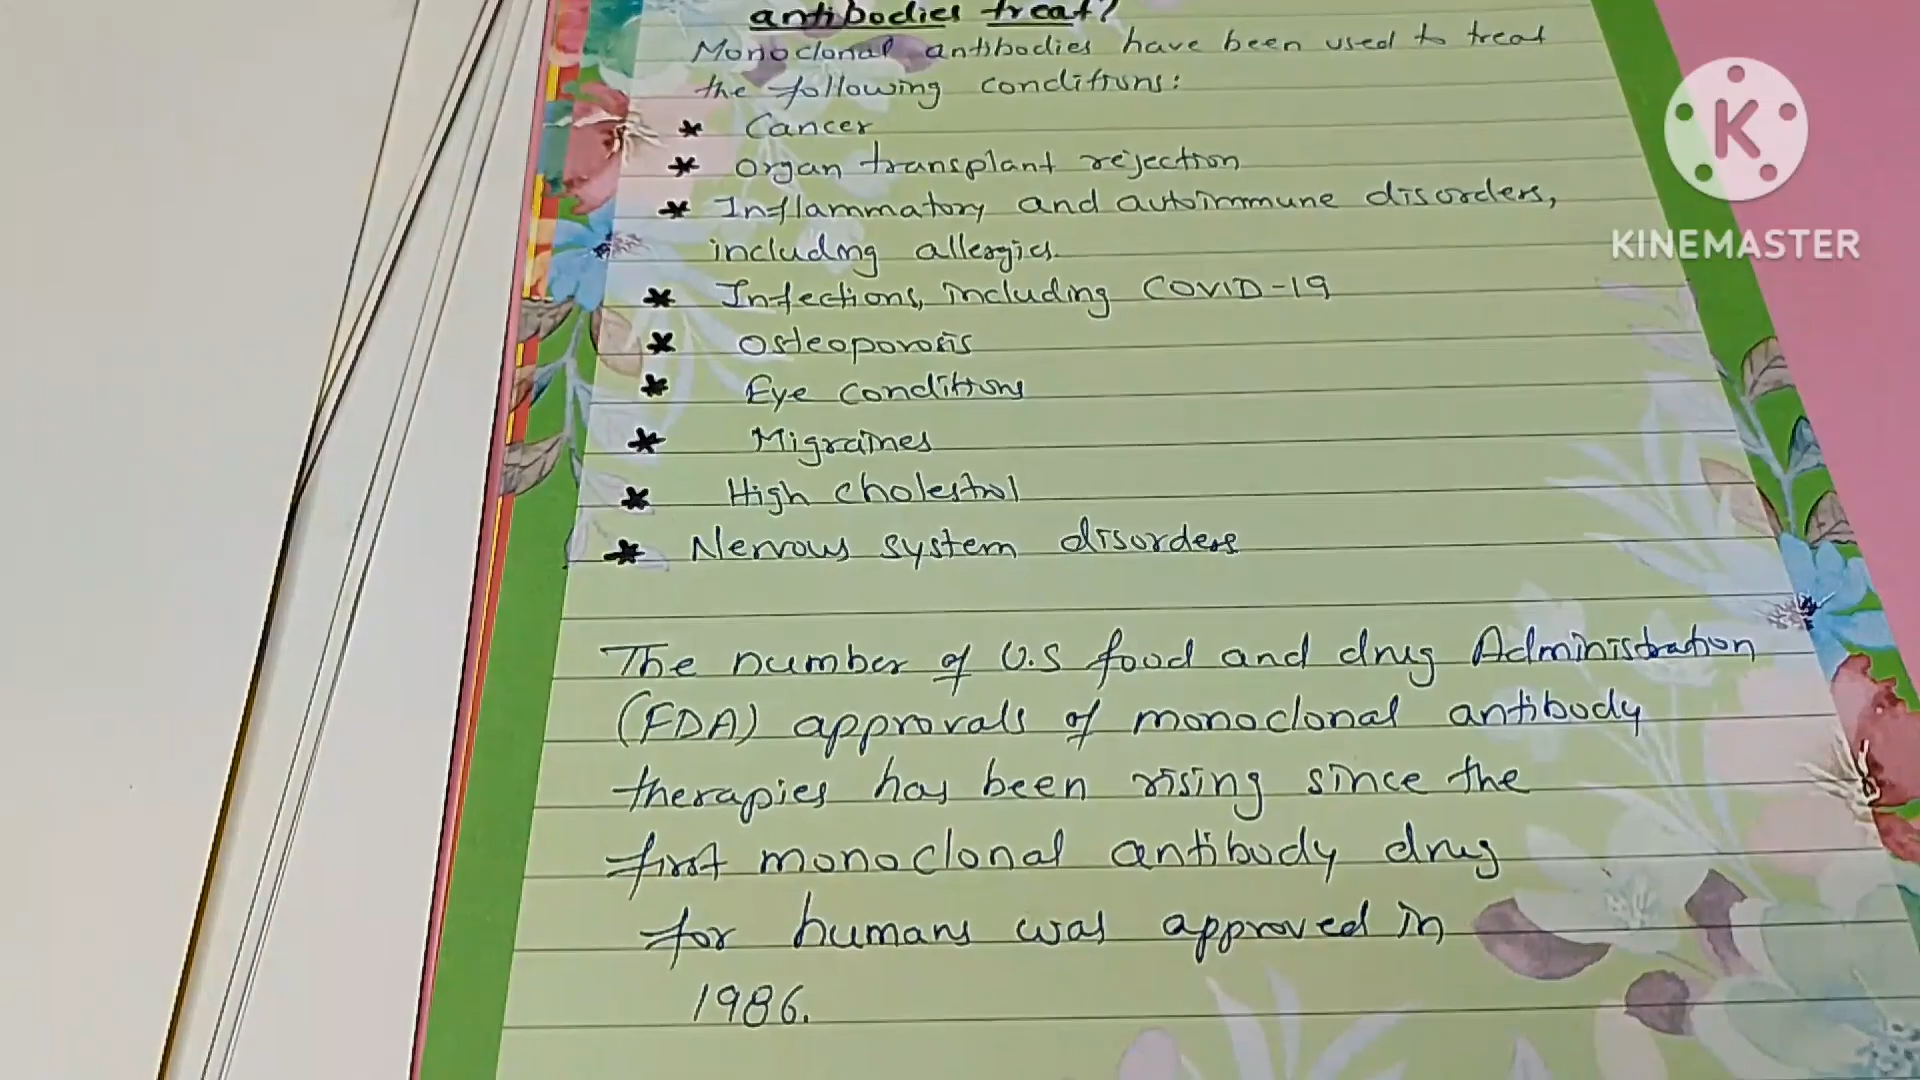 antibodies treat?
Monoclonal antibodies have been used to treat
the following conditions:
* Cancer
* Organ transplant rejection
* Inflammatory and autoimmune disorders,
including allergies.
* Infections, including COVID-19
* Osteoporosis
* Eye conditions
* Migraines
* High cholestrol
* Nervous system disorders
The number of U.S food and drug Administration
(FDA) approvals of monoclonal antibody
therapies has been rising since the
first monoclonal antibody drug
for humans was approved in
1986.
K
KINEMASTER